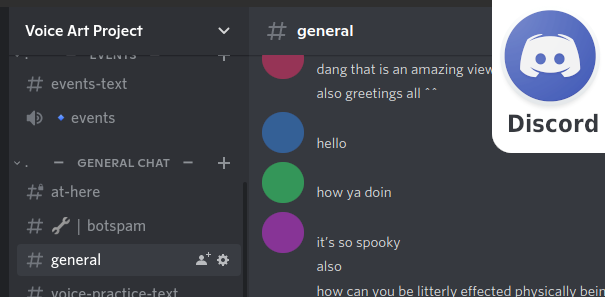 Voice Art Project
# general
EVENTS
# events-text
events
GENERAL CHAT
# at-here
| botspam
# general
# voice-practice-text
dang that is an amazing view
also greetings all ^^
hello
how ya doin
it's so spooky
also
how can you be litterly effected physically bein
Discord